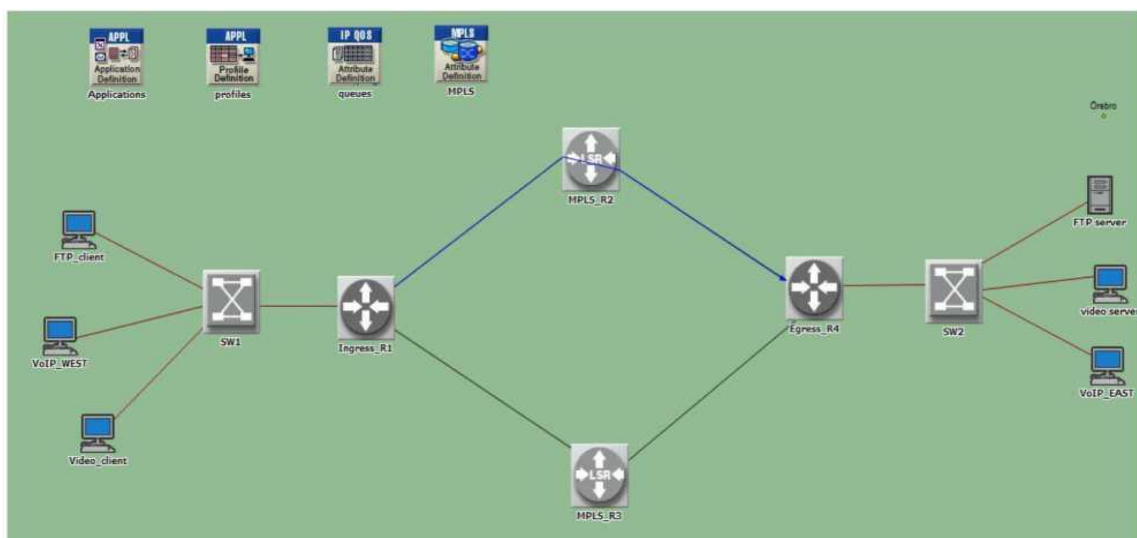 APPL
Application
Definition
Applications
APPL
Profile
Definition
profiles
IP QOS
Attribute
Definition
queues
MPLS
Attribute
Definition
MPLS
Örebro
LSR
MPLS_R2
FTP server
FTP_client
video server
SW1
Ingress_R1
Egress_R4
SW2
VoIP_WEST
VoIP_EAST
Video_client
LSR
MPLS_R3